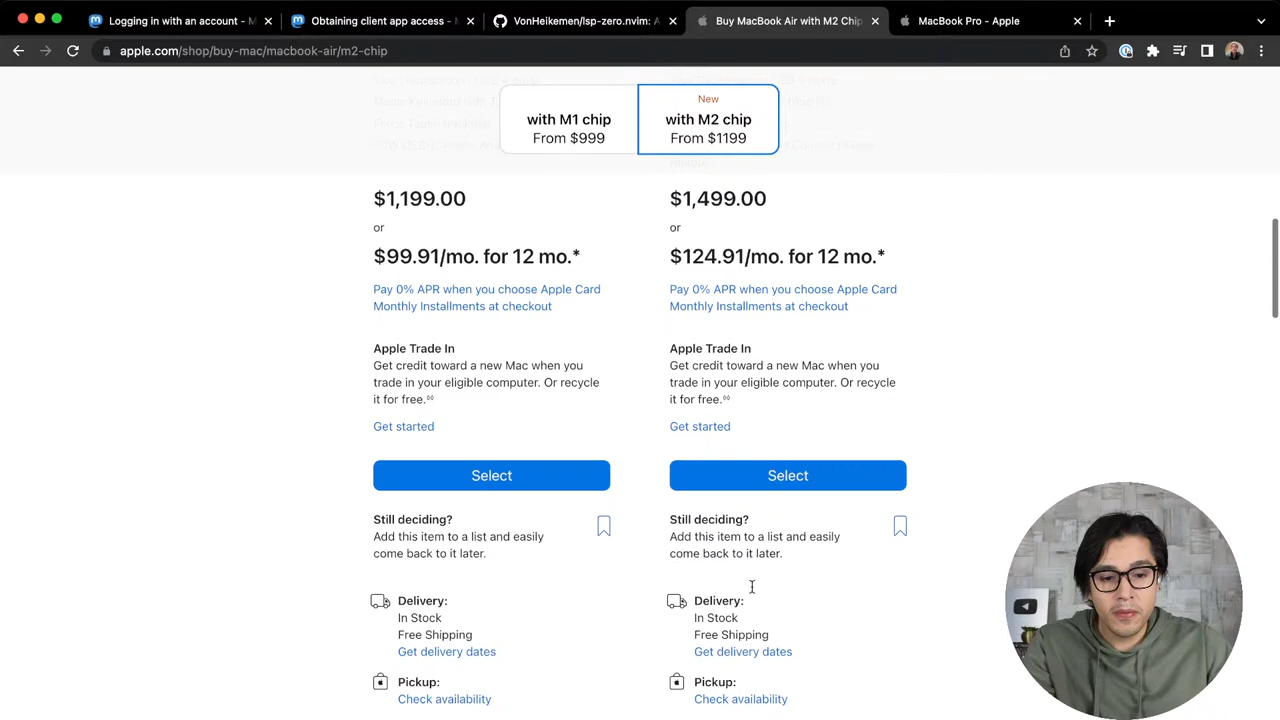 Logging in with an account - M
Obtaining client app access - M
VonHeikemen/lsp-zero.nvim: A
Buy MacBook Air with M2 Chip
MacBook Pro - Apple
apple.com/shop/buy-mac/macbook-air/m2-chip
New
with M1 chip
From $999
with M2 chip
From $1199
$1,199.00
or
$99.91/mo. for 12 mo.*
Pay 0% APR when you choose Apple Card
Monthly Installments at checkout
Apple Trade In
Get credit toward a new Mac when you
trade in your eligible computer. Or recycle
it for free.◊◊
Get started
Select
Still deciding?
Add this item to a list and easily
come back to it later.
Delivery:
In Stock
Free Shipping
Get delivery dates
Pickup:
Check availability
$1,499.00
or
$124.91/mo. for 12 mo.*
Pay 0% APR when you choose Apple Card
Monthly Installments at checkout
Apple Trade In
Get credit toward a new Mac when you
trade in your eligible computer. Or recycle
it for free.◊◊
Get started
Select
Still deciding?
Add this item to a list and easily
come back to it later.
Delivery:
In Stock
Free Shipping
Get delivery dates
Pickup:
Check availability